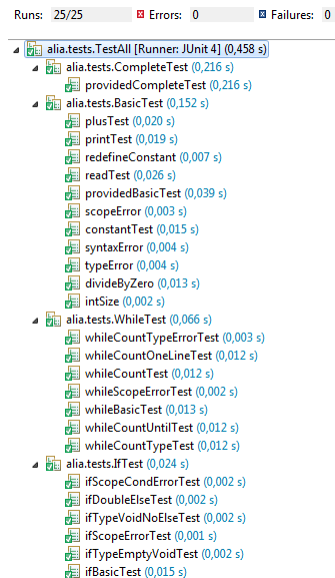 Runs: 25/25 Errors: 0 Failures: 0
alia.tests.TestAll [Runner: JUnit 4] (0,458 s)
alia.tests.CompleteTest (0,216 s)
providedCompleteTest (0,216 s)
alia.tests.BasicTest (0,152 s)
plusTest (0,020 s)
printTest (0,019 s)
redefineConstant (0,007 s)
readTest (0,026 s)
providedBasicTest (0,039 s)
scopeError (0,003 s)
constantTest (0,015 s)
syntaxError (0,004 s)
typeError (0,004 s)
divideByZero (0,013 s)
intSize (0,002 s)
alia.tests.WhileTest (0,066 s)
whileCountTypeErrorTest (0,003 s)
whileCountOneLineTest (0,012 s)
whileCountTest (0,012 s)
whileScopeErrorTest (0,002 s)
whileBasicTest (0,013 s)
whileCountUntilTest (0,012 s)
whileCountTypeTest (0,012 s)
alia.tests.IfTest (0,024 s)
ifScopeCondErrorTest (0,002 s)
ifDoubleElseTest (0,002 s)
ifTypeVoidNoElseTest (0,002 s)
ifScopeErrorTest (0,001 s)
ifTypeEmptyVoidTest (0,002 s)
ifBasicTest (0,015 s)